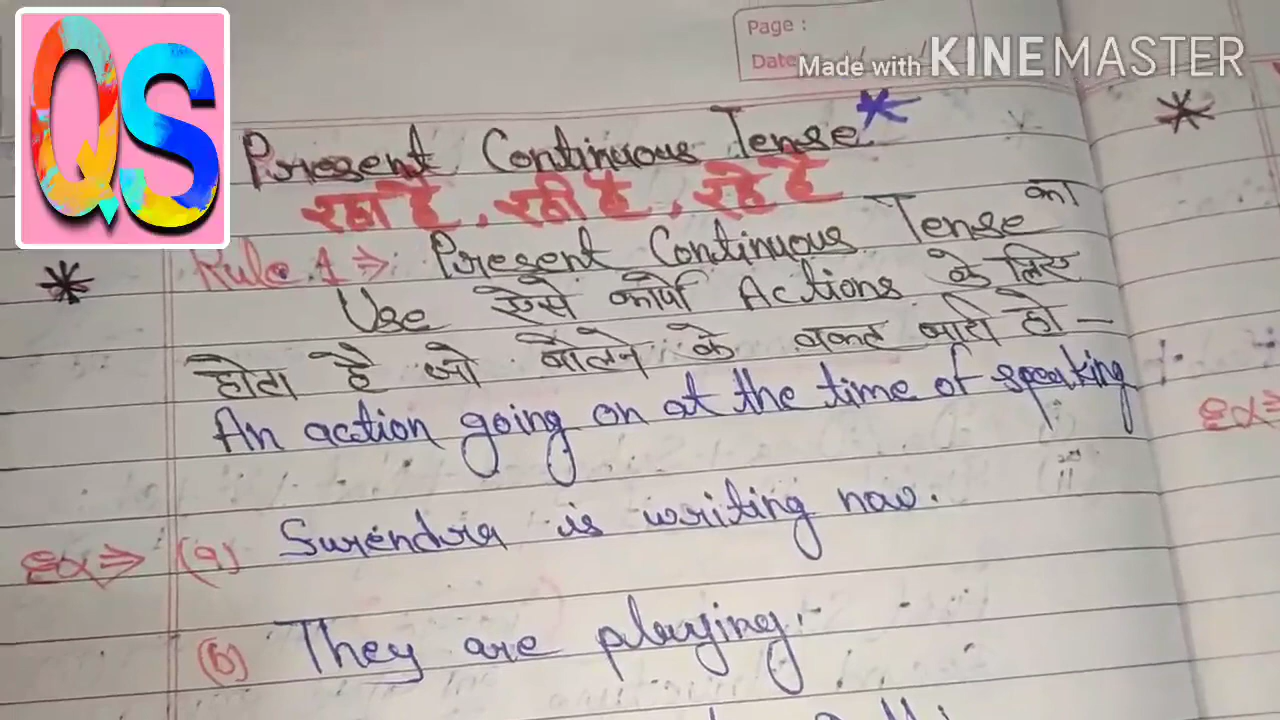 QS
Page :
Date
Made with KINEMASTER
Present Continuous Tense
रहा है, रही है, रहे है
Rule 1 ⇒ Present Continuous Tense का
Use ऐसे कार्यो Actions के लिए
होता है जो बोलने के वक्त जारी हो —
An action going on at the time of speaking
Ex ⇒ (a) Surendra is writing now.
(b) They are playing.
Ex ⇒